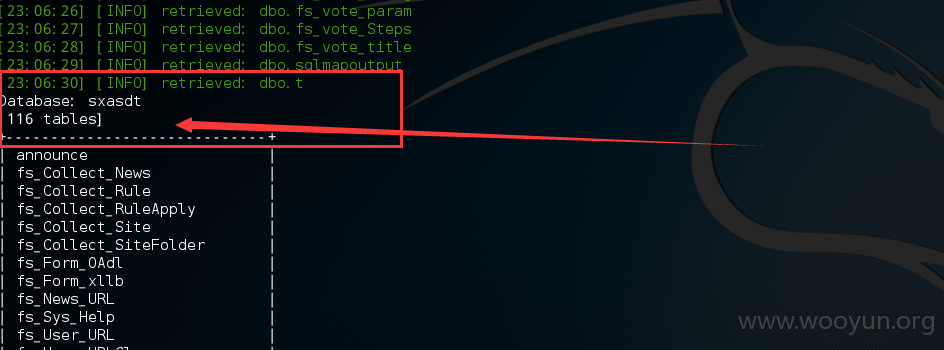 [23:06:26] [INFO] retrieved: dbo.fs_vote_param
[23:06:27] [INFO] retrieved: dbo.fs_vote_Steps
[23:06:28] [INFO] retrieved: dbo.fs_vote_title
[23:06:29] [INFO] retrieved: dbo.sqlmapoutput
23:06:30] [INFO] retrieved: dbo.t
Database: sxasdt
116 tables]
+------------------------------+
| announce |
| fs_Collect_News |
| fs_Collect_Rule |
| fs_Collect_RuleApply |
| fs_Collect_Site |
| fs_Collect_SiteFolder |
| fs_Form_OAdl |
| fs_Form_xllb |
| fs_News_URL |
| fs_Sys_Help |
| fs_User_URL |
www.wooyun.org